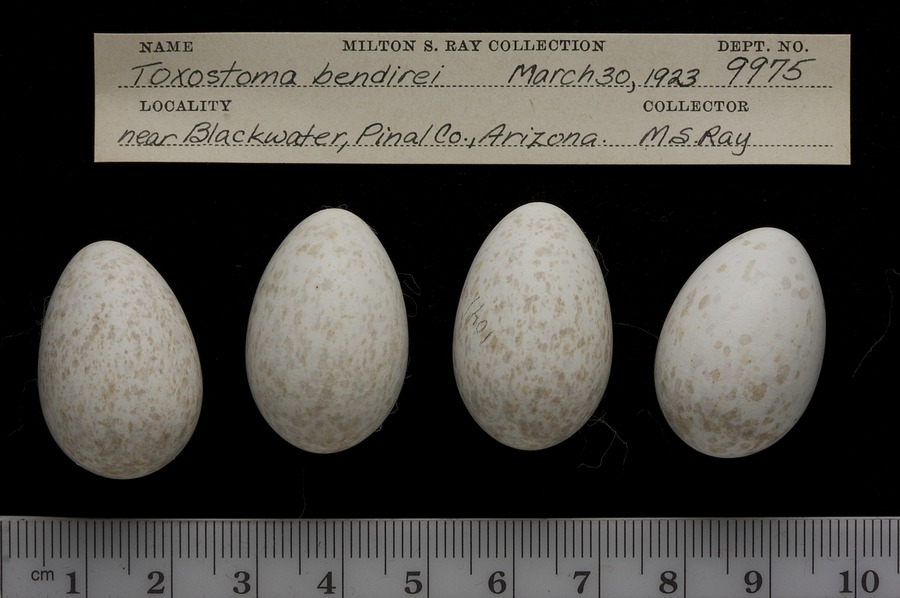 NAME MILTON S. RAY COLLECTION DEPT. NO.
Toxostoma bendirei March 30, 1923 9975
LOCALITY COLLECTOR
near Blackwater, Pinal Co., Arizona. M.S. Ray
cm 1 2 3 4 5 6 7 8 9 10